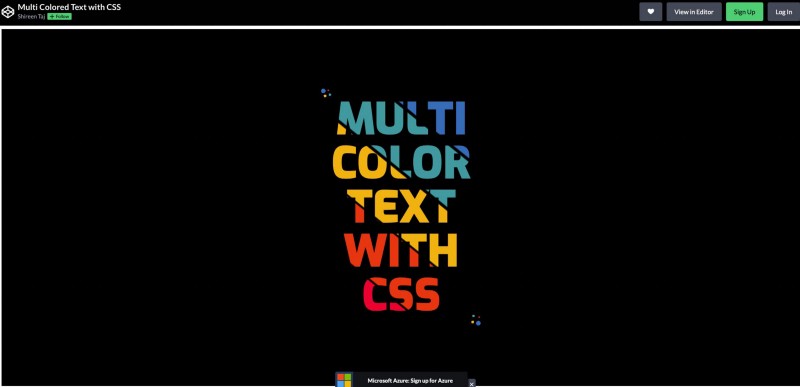 Multi Colored Text with CSS
Shireen Taj + Follow
View in Editor
Sign Up
Log In
MULTI
COLOR
TEXT
WITH
CSS
Microsoft Azure: Sign up for Azure